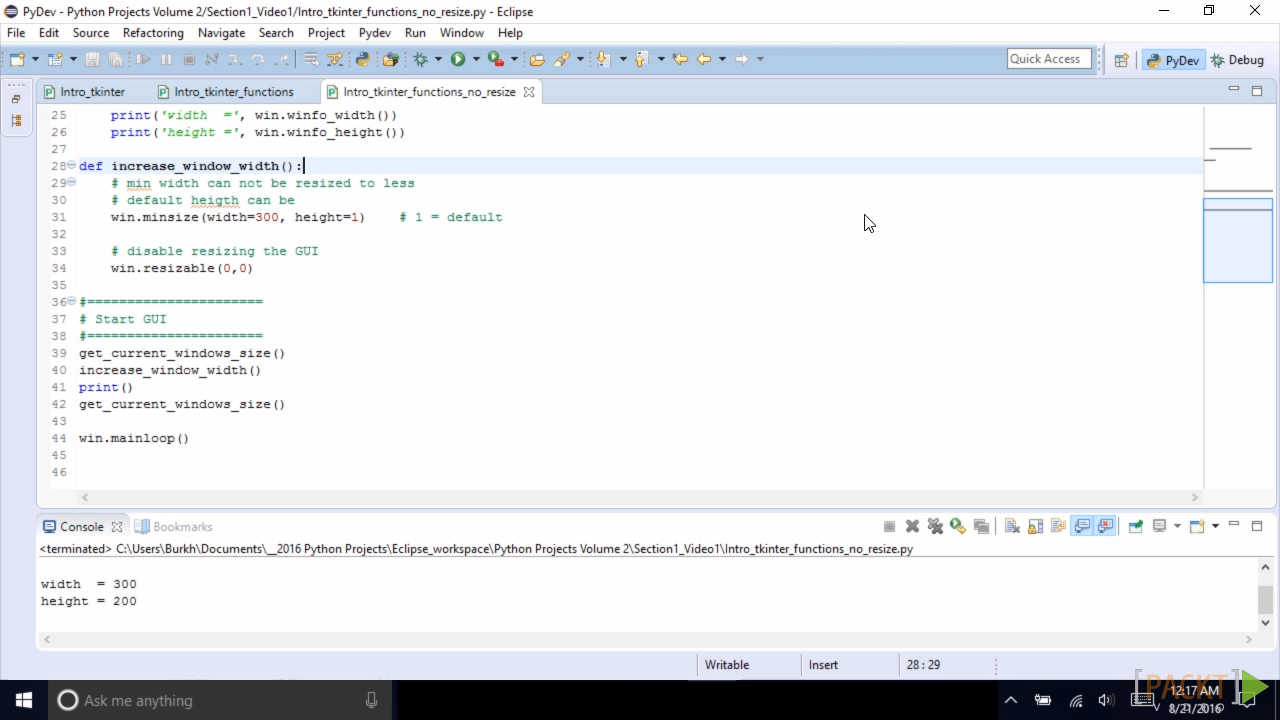 PyDev - Python Projects Volume 2/Section1_Video1/Intro_tkinter_functions_no_resize.py - Eclipse
File Edit Source Refactoring Navigate Search Project Pydev Run Window Help
Quick Access PyDev Debug
Intro_tkinter Intro_tkinter_functions Intro_tkinter_functions_no_resize
25 print('width =', win.winfo_width())
26 print('height =', win.winfo_height())
27
28 def increase_window_width():
29 # min width can not be resized to less
30 # default heigth can be
31 win.minsize(width=300, height=1) # 1 = default
32
33 # disable resizing the GUI
34 win.resizable(0,0)
35
36 #======================
37 # Start GUI
38 #======================
39 get_current_windows_size()
40 increase_window_width()
41 print()
42 get_current_windows_size()
43
44 win.mainloop()
45
46
Console Bookmarks
<terminated> C:\Users\Burkh\Documents\__2016 Python Projects\Eclipse_workspace\Python Projects Volume 2\Section1_Video1\Intro_tkinter_functions_no_resize.py
width = 300
height = 200
Writable Insert 28 : 29
Ask me anything
PACKT
12:17 AM
8/21/2016